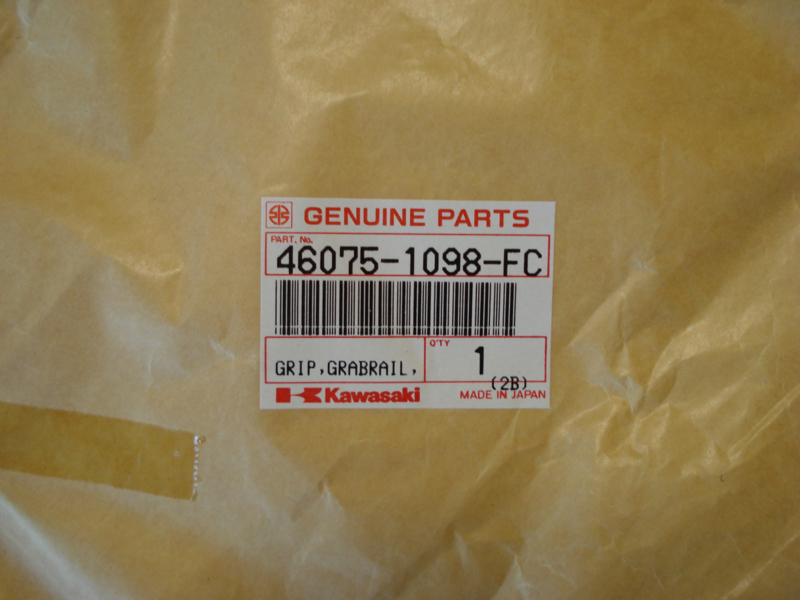 GENUINE PARTS
PART. No.
46075-1098-FC
GRIP,GRABRAIL,
Q'TY
1
(2B)
Kawasaki
MADE IN JAPAN